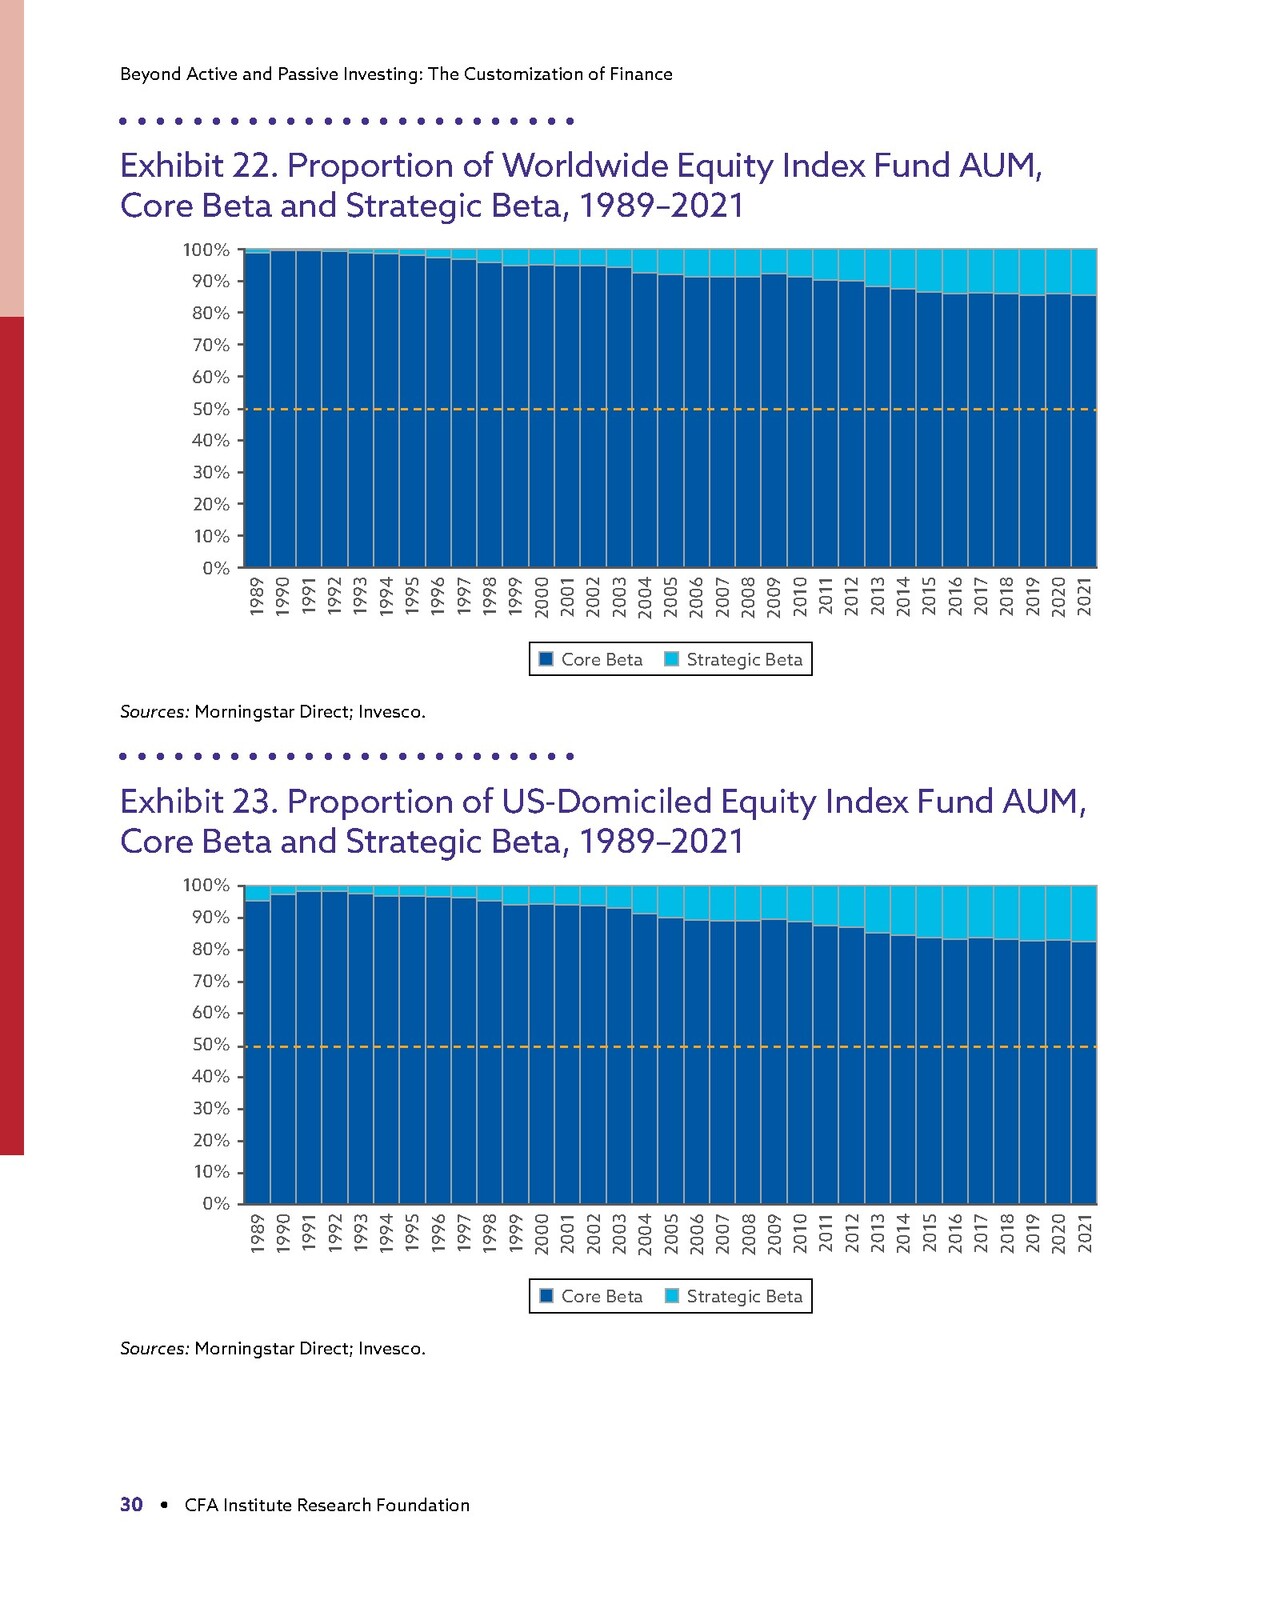 Beyond Active and Passive Investing: The Customization of Finance
Exhibit 22. Proportion of Worldwide Equity Index Fund AUM,
Core Beta and Strategic Beta, 1989–2021
100%
90%
80%
70%
60%
50%
40%
30%
20%
10%
0%
1989 1990 1991 1992 1993 1994 1995 1996 1997 1998 1999 2000 2001 2002 2003 2004 2005 2006 2007 2008 2009 2010 2011 2012 2013 2014 2015 2016 2017 2018 2019 2020 2021
Core Beta Strategic Beta
Sources: Morningstar Direct; Invesco.
Exhibit 23. Proportion of US-Domiciled Equity Index Fund AUM,
Core Beta and Strategic Beta, 1989–2021
100%
90%
80%
70%
60%
50%
40%
30%
20%
10%
0%
1989 1990 1991 1992 1993 1994 1995 1996 1997 1998 1999 2000 2001 2002 2003 2004 2005 2006 2007 2008 2009 2010 2011 2012 2013 2014 2015 2016 2017 2018 2019 2020 2021
Core Beta Strategic Beta
Sources: Morningstar Direct; Invesco.
30 • CFA Institute Research Foundation